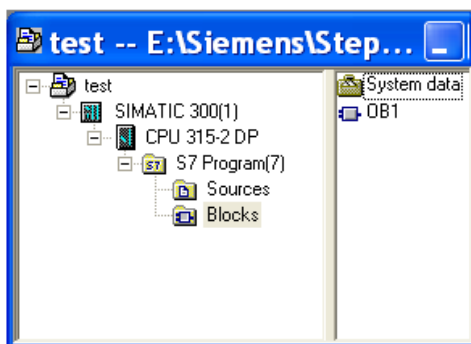 test -- E:\Siemens\Step...
test
SIMATIC 300(1)
CPU 315-2 DP
S7 Program(7)
Sources
Blocks
System data
OB1